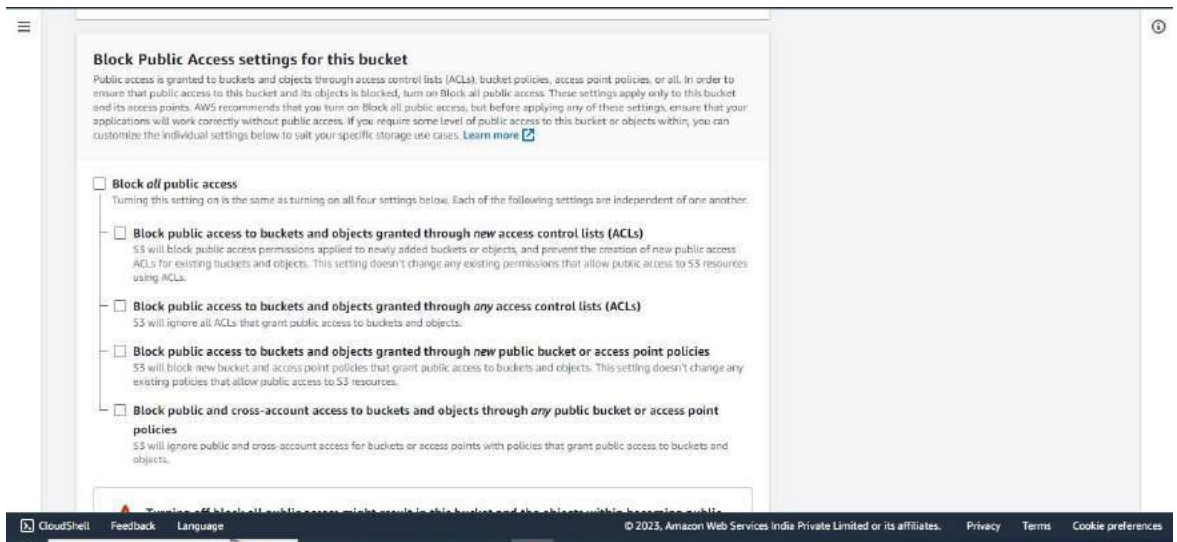 Block Public Access settings for this bucket
Public access is granted to buckets and objects through access control lists (ACLs), bucket policies, access point policies, or all. In order to
ensure that public access to this bucket and its objects is blocked, turn on Block all public access. These settings apply only to this bucket
and its access points. AWS recommends that you turn on Block all public access, but before applying any of these settings, ensure that your
applications will work correctly without public access. If you require some level of public access to this bucket or objects within, you can
customize the individual settings below to suit your specific storage use cases. Learn more
Block all public access
Turning this setting on is the same as turning on all four settings below. Each of the following settings are independent of one another.
Block public access to buckets and objects granted through new access control lists (ACLs)
S3 will block public access permissions applied to newly added buckets or objects, and prevent the creation of new public access
ACLs for existing buckets and objects. This setting doesn't change any existing permissions that allow public access to S3 resources
using ACLs.
Block public access to buckets and objects granted through any access control lists (ACLs)
S3 will ignore all ACLs that grant public access to buckets and objects.
Block public access to buckets and objects granted through new public bucket or access point policies
S3 will block new bucket and access point policies that grant public access to buckets and objects. This setting doesn't change any
existing policies that allow public access to S3 resources.
Block public and cross-account access to buckets and objects through any public bucket or access point
policies
S3 will ignore public and cross-account access for buckets or access points with policies that grant public access to buckets and
objects.
Turning off block all public access might result in this bucket and the objects within becoming public
CloudShell Feedback Language © 2023, Amazon Web Services India Private Limited or its affiliates. Privacy Terms Cookie preferences